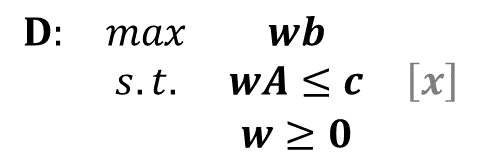 D: max wb
s.t. wA ≤ c [x]
w ≥ 0